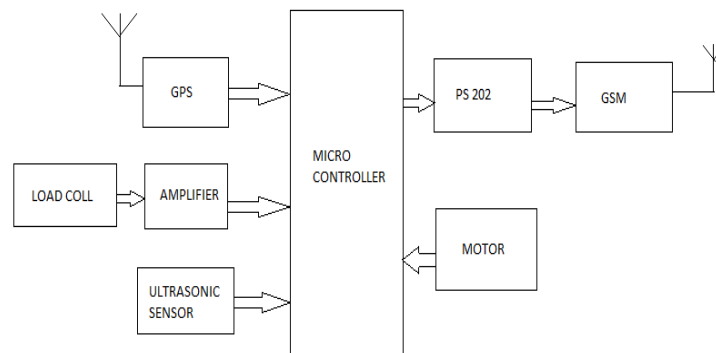 GPS
PS 202
GSM
MICRO
CONTROLLER
LOAD COLL
AMPLIFIER
MOTOR
ULTRASONIC
SENSOR